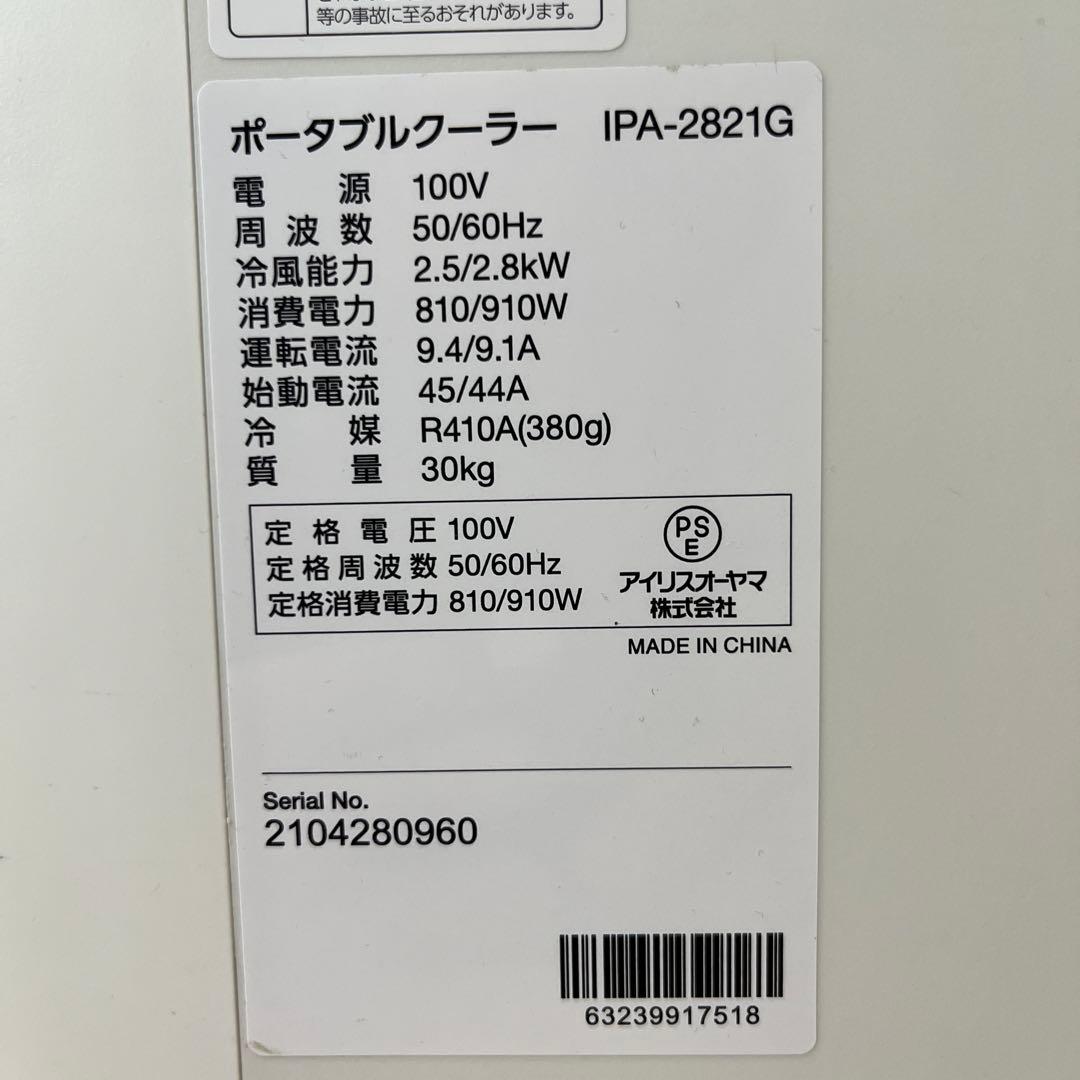 等の事故に至るおそれがあります。
ポータブルクーラー IPA-2821G
電源 100V
周波数 50/60Hz
冷風能力 2.5/2.8kW
消費電力 810/910W
運転電流 9.4/9.1A
始動電流 45/44A
冷媒 R410A(380g)
質量 30kg
定格電圧 100V
定格周波数 50/60Hz
定格消費電力 810/910W
PS
E
アイリスオーヤマ
株式会社
MADE IN CHINA
Serial No.
2104280960
63239917518